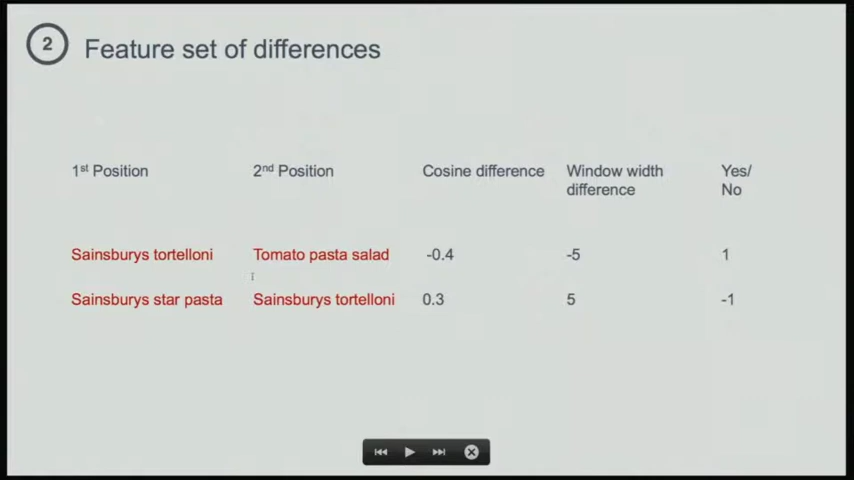 2
Feature set of differences
1st Position 2nd Position Cosine difference Window width difference Yes/ No
Sainsburys tortelloni Tomato pasta salad -0.4 -5 1
Sainsburys star pasta Sainsburys tortelloni 0.3 5 -1